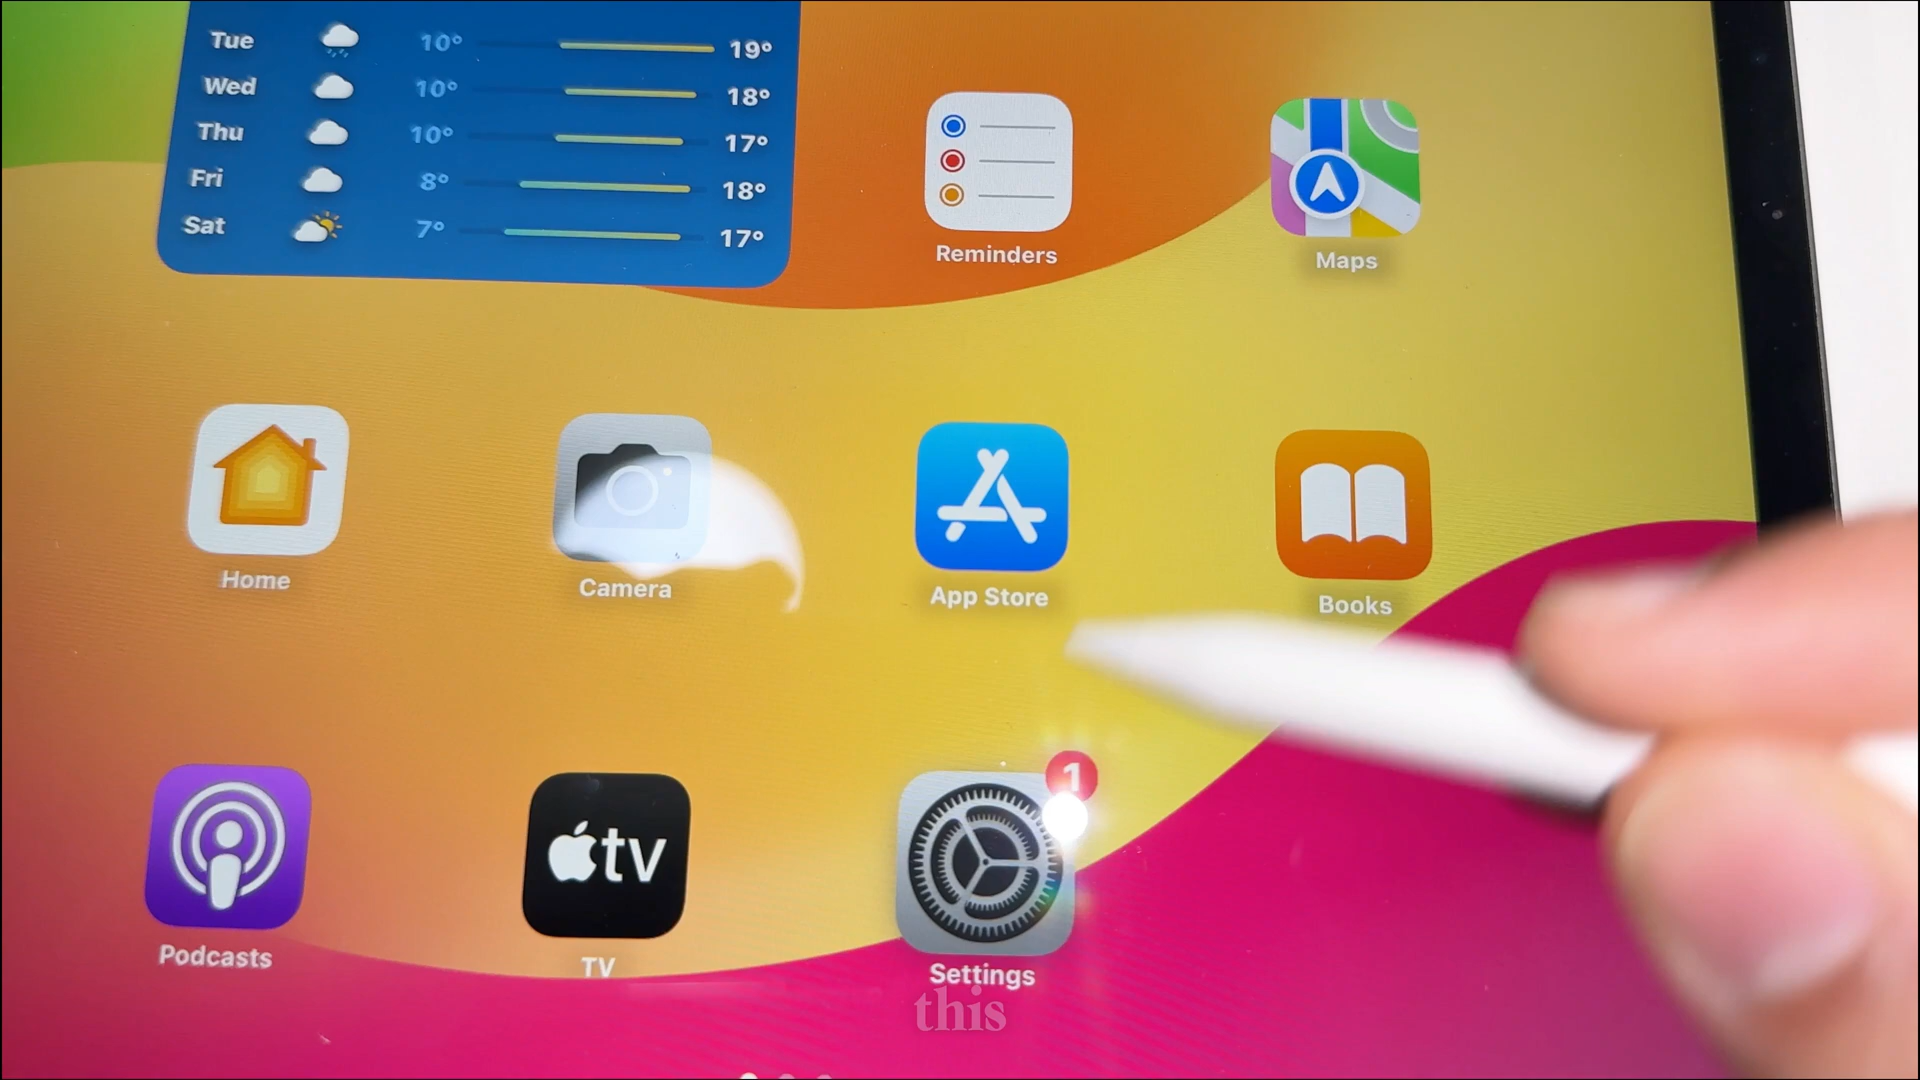 Tue 10° 19°
Wed 10° 18°
Thu 10° 17°
Fri 8° 18°
Sat 7° 17°
Reminders
Maps
Home
Camera
App Store
Books
tv
1
Podcasts
TV
Settings
this